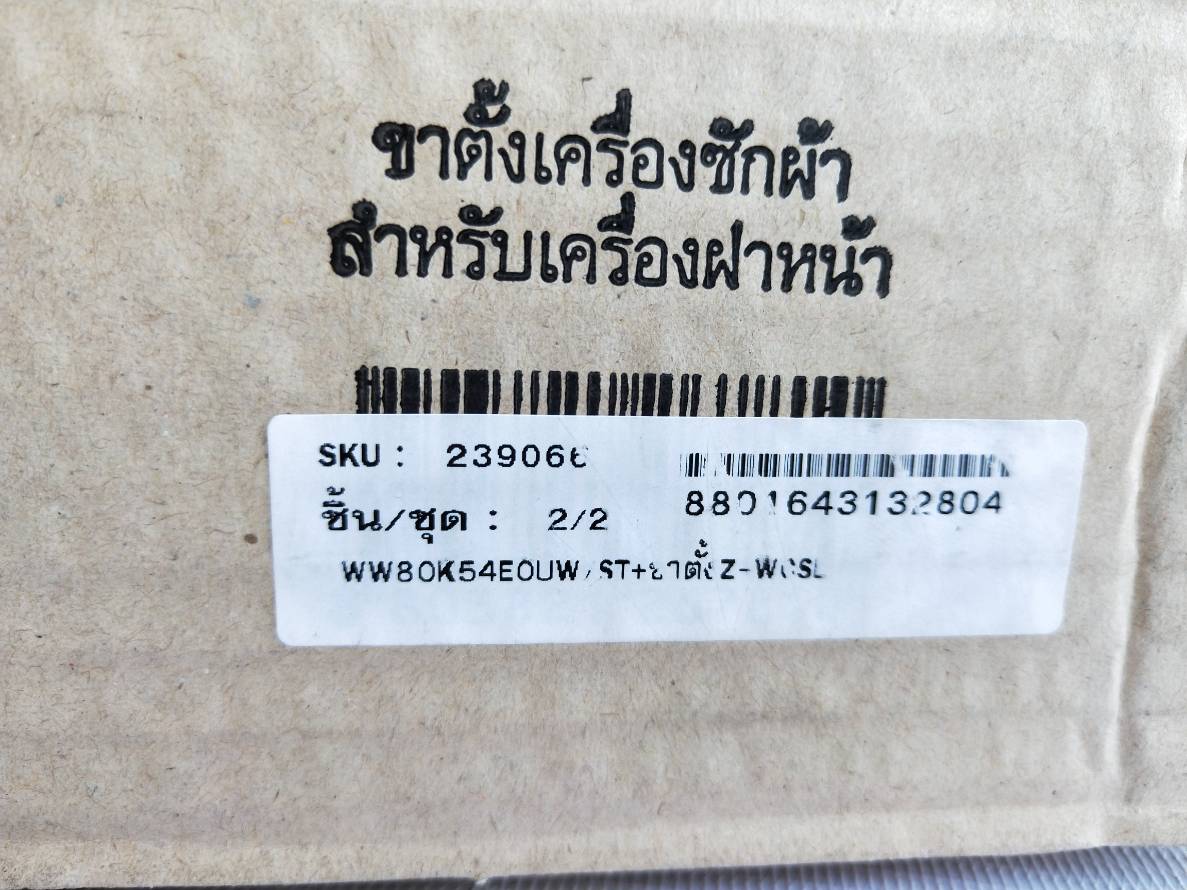 ขาตั้งเครื่องซักผ้า
สำหรับเครื่องฝาหน้า
SKU :
8801643132804
ชิ้น/ชุด : 2/2
WW80K54E0UW/ST+ขาตั้ง